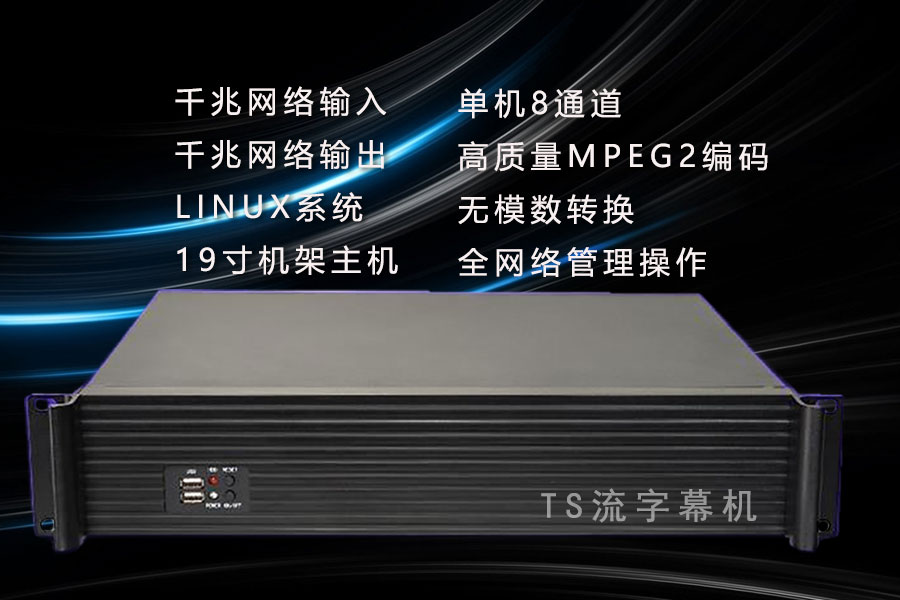 千兆网络输入
千兆网络输出
LINUX系统
19寸机架主机
单机8通道
高质量MPEG2编码
无模数转换
全网络管理操作
USB
HDD RESET
POWER ON/OFF
TS流字幕机